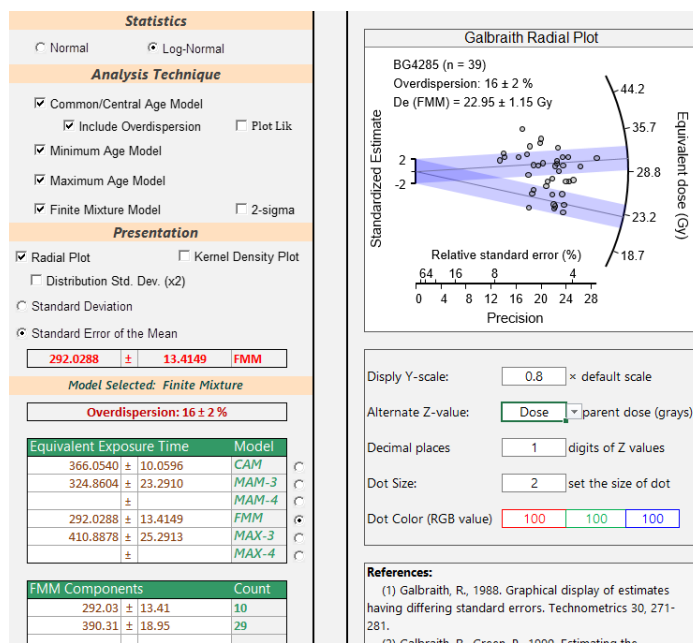 Statistics
Normal
Log-Normal
Analysis Technique
Common/Central Age Model
Include Overdispersion
Plot Lik
Minimum Age Model
Maximum Age Model
Finite Mixture Model
2-sigma
Presentation
Radial Plot
Kernel Density Plot
Distribution Std. Dev. (x2)
Standard Deviation
Standard Error of the Mean
292.0288 ± 13.4149 FMM
Model Selected: Finite Mixture
Overdispersion: 16 ± 2 %
Equivalent Exposure Time Model
366.0540 ± 10.0596 CAM
324.8604 ± 23.2910 MAM-3
± MAM-4
292.0288 ± 13.4149 FMM
410.8878 ± 25.2913 MAX-3
± MAX-4
FMM Components Count
292.03 ± 13.41 10
390.31 ± 18.95 29
Galbraith Radial Plot
BG4285 (n = 39)
Overdispersion: 16 ± 2 %
De (FMM) = 22.95 ± 1.15 Gy
44.2
35.7
28.8
23.2
18.7
Equivalent dose (Gy)
Standardized Estimate
2
0
-2
Relative standard error (%)
64 16 8 4
0 4 8 12 16 20 24 28
Precision
Disply Y-scale: 0.8 × default scale
Alternate Z-value: Dose parent dose (grays)
Decimal places 1 digits of Z values
Dot Size: 2 set the size of dot
Dot Color (RGB value) 100 100 100
References:
(1) Galbraith, R., 1988. Graphical display of estimates
having differing standard errors. Technometrics 30, 271-
281.
(2) Galbraith, R., Green, P., 1990. Estimating the